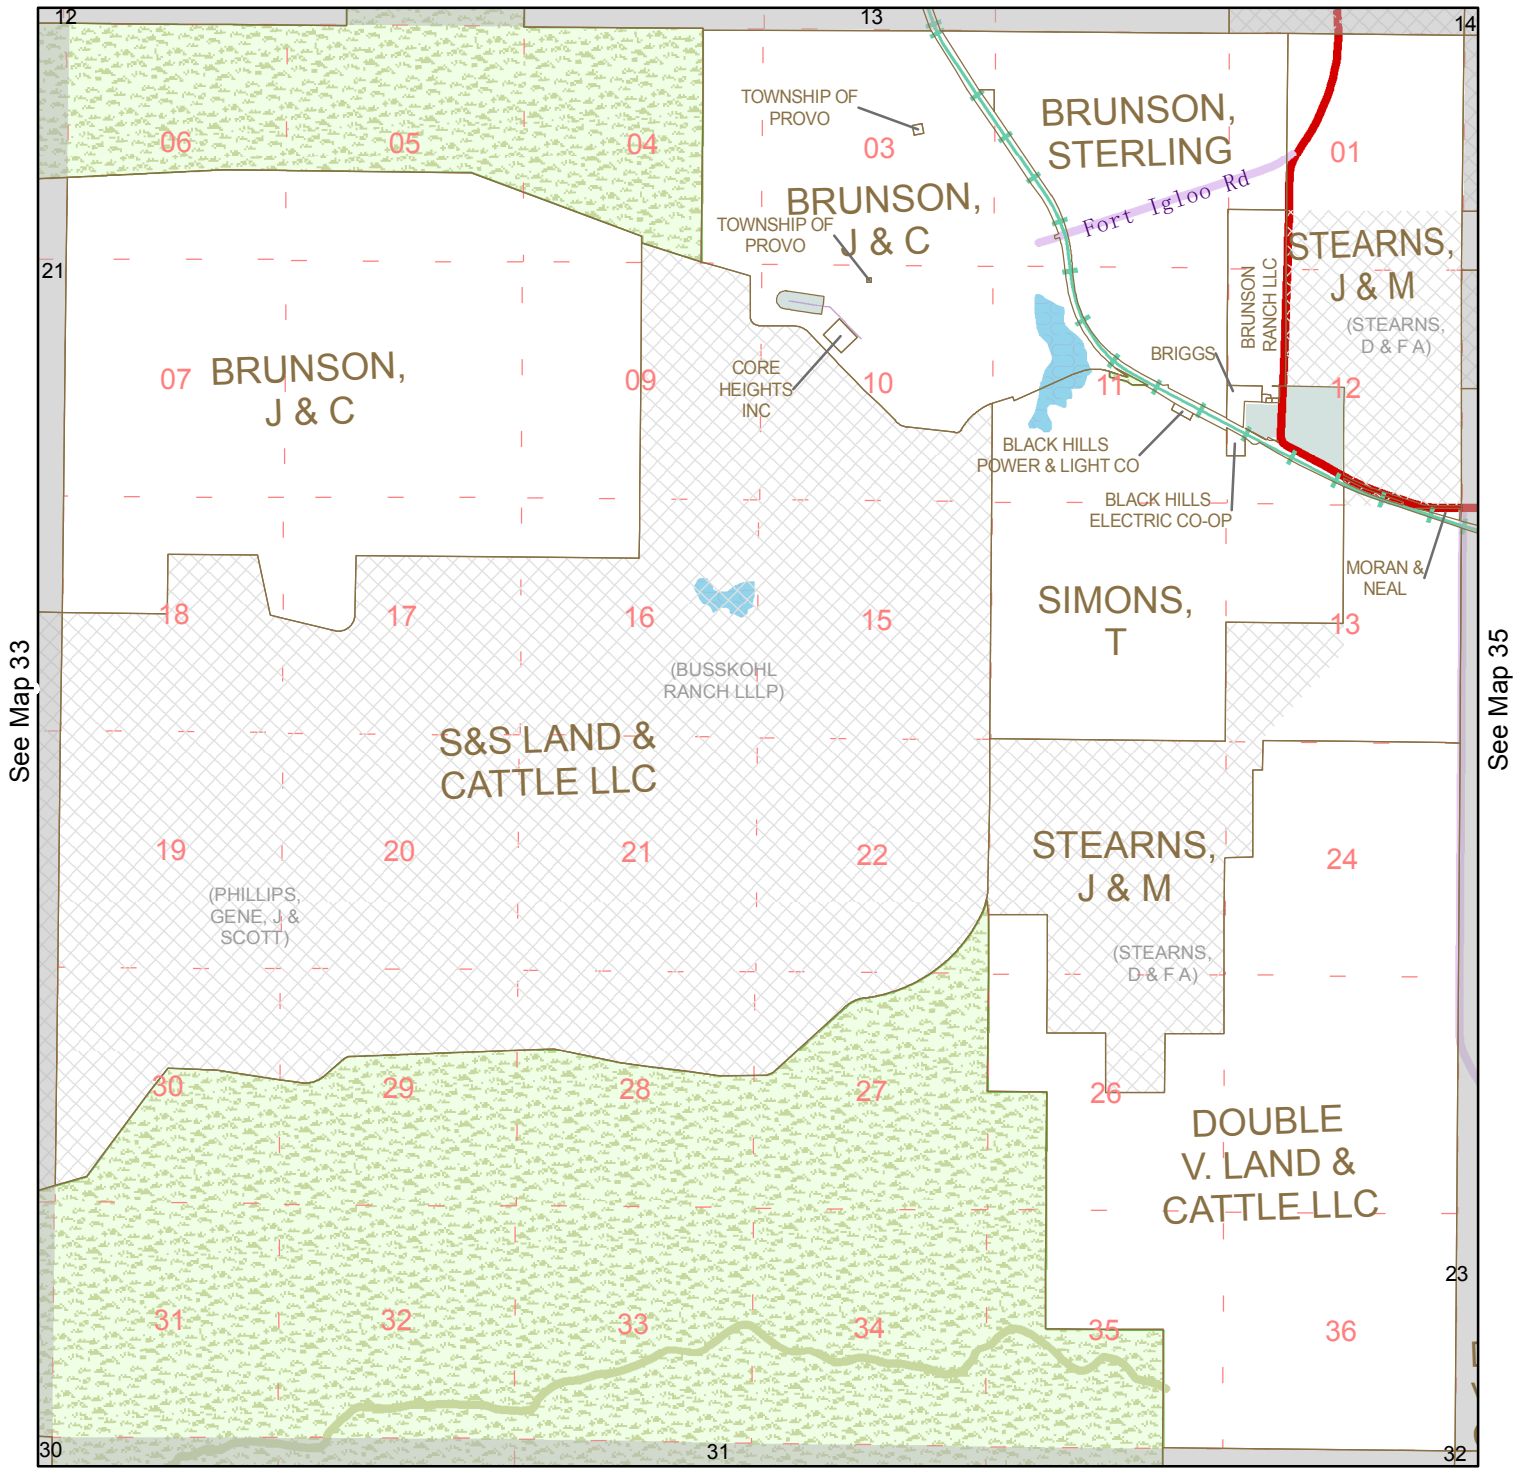 12
13
14
TOWNSHIP OF
PROVO
BRUNSON,
STERLING
06
05
04
03
01
Fort Igloo Rd
BRUNSON,
J & C
TOWNSHIP OF
PROVO
STEARNS,
J & M
(STEARNS,
D & F A)
BRUNSON
RANCH LLC
21
BRUNSON,
J & C
07
09
10
11
12
CORE
HEIGHTS
INC
BRIGGS
BLACK HILLS
POWER & LIGHT CO
BLACK HILLS
ELECTRIC CO-OP
MORAN &
NEAL
SIMONS,
T
18
17
16
15
13
(BUSSKOHL
RANCH LLLP)
See Map 33
See Map 35
S&S LAND &
CATTLE LLC
STEARNS,
J & M
19
20
21
22
24
(PHILLIPS,
GENE, J &
SCOTT)
(STEARNS,
D & F A)
30
29
28
27
26
DOUBLE
V. LAND &
CATTLE LLC
23
31
32
33
34
35
36
30
31
32